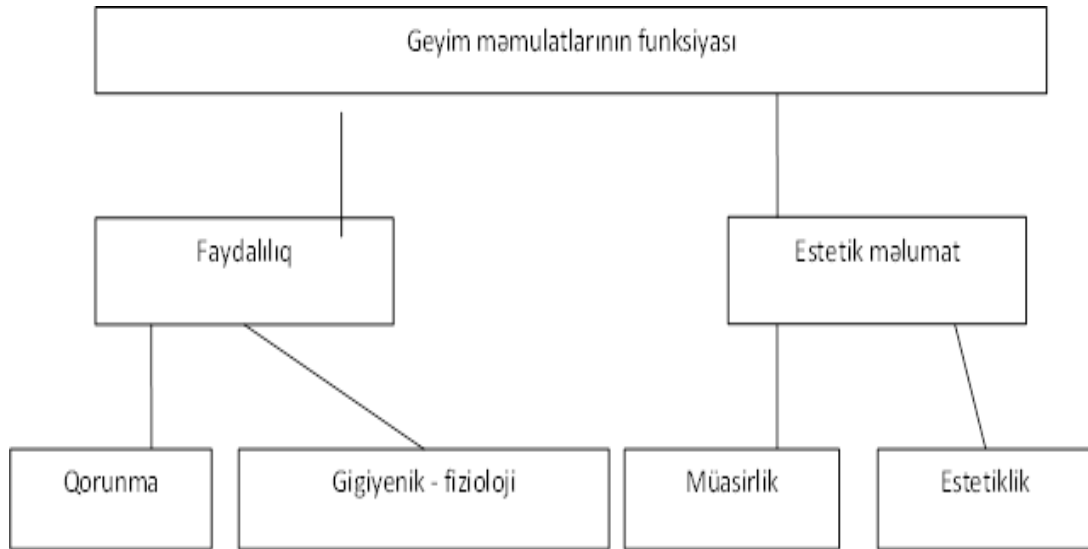 Geyim məmulatlarının funksiyası
Faydalılıq
Estetik məlumat
Qorunma
Gigiyenik - fizioloji
Müasirlik
Estetiklik